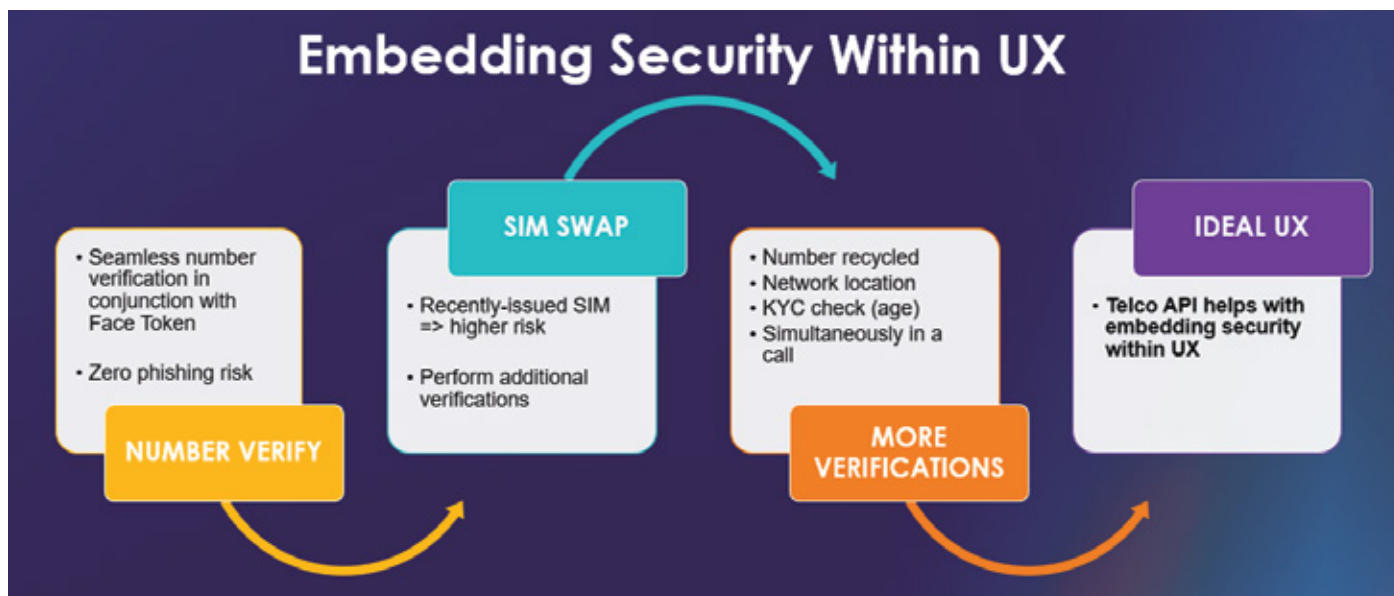 Embedding Security Within UX
• Seamless number
verification in
conjunction with
Face Token
• Zero phishing risk
NUMBER VERIFY
SIM SWAP
• Recently-issued SIM
=> higher risk
• Perform additional
verifications
• Number recycled
• Network location
• KYC check (age)
• Simultaneously in a
call
MORE
VERIFICATIONS
IDEAL UX
• Telco API helps with
embedding security
within UX